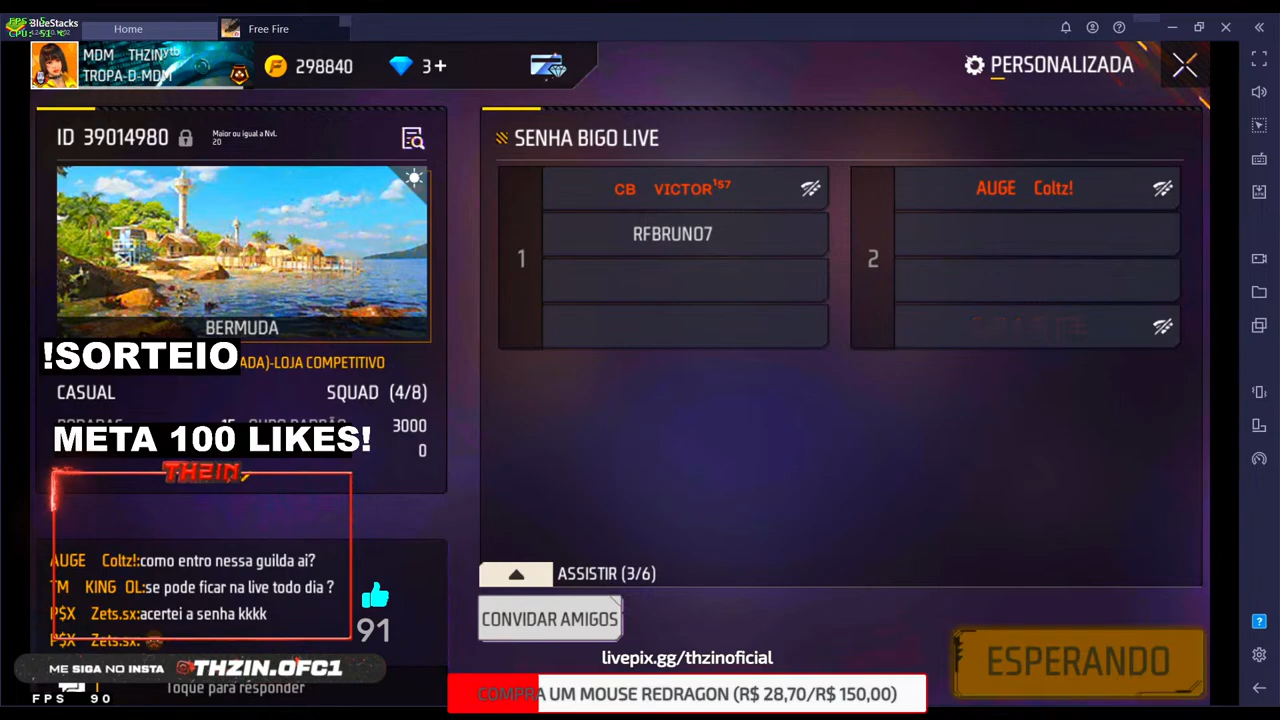 BlueStacks
Home
Free Fire
MDM THZINytb
TROPA-D-MDM
298840
3+
PERSONALIZADA
ID 39014980
Maior ou igual a Nvl.
20
SENHA BIGO LIVE
1
CB VICTOR¹⁵⁷
RFBRUNO7
2
AUGE Coltz!
BERMUDA
!SORTEIO
ADA)-LOJA COMPETITIVO
CASUAL
SQUAD (4/8)
3000
0
META 100 LIKES!
THZIN
AUGE Coltz!:como entro nessa guilda ai?
TM KING OL:se pode ficar na live todo dia ?
P$X Zets.sx:acertei a senha kkkk
P$X Zets.sx:
91
ASSISTIR (3/6)
CONVIDAR AMIGOS
livepix.gg/thzinoficial
ESPERANDO
ME SIGA NO INSTA @THZIN.OFC1
Toque para responder
COMPRA UM MOUSE REDRAGON (R$ 28,70/R$ 150,00)
FPS 90